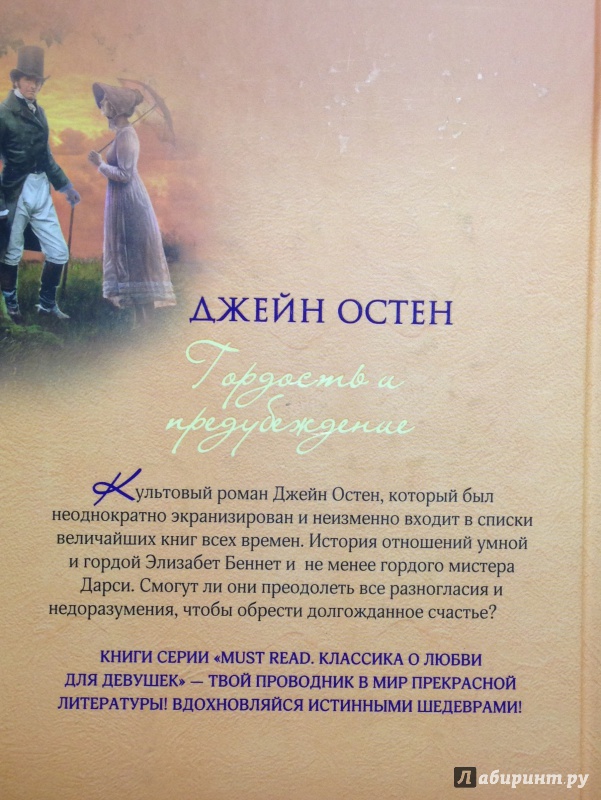 ДЖЕЙН ОСТЕН
Гордость и
предубеждение
Культовый роман Джейн Остен, который был
неоднократно экранизирован и неизменно входит в списки
величайших книг всех времен. История отношений умной
и гордой Элизабет Беннет и не менее гордого мистера
Дарси. Смогут ли они преодолеть все разногласия и
недоразумения, чтобы обрести долгожданное счастье?
КНИГИ СЕРИИ «MUST READ. КЛАССИКА О ЛЮБВИ
ДЛЯ ДЕВУШЕК» — ТВОЙ ПРОВОДНИК В МИР ПРЕКРАСНОЙ
ЛИТЕРАТУРЫ! ВДОХНОВЛЯЙСЯ ИСТИННЫМИ ШЕДЕВРАМИ!
Лабиринт.ру